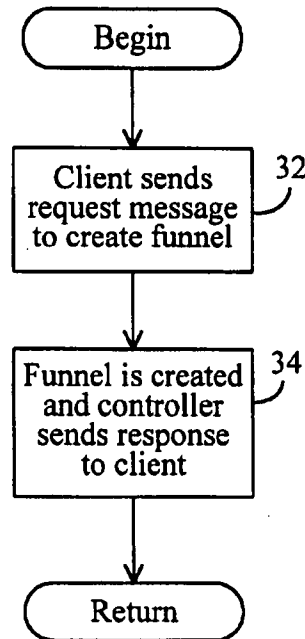 Begin
Client sends
request message
to create funnel
32
Funnel is created
and controller
sends response
to client
34
Return